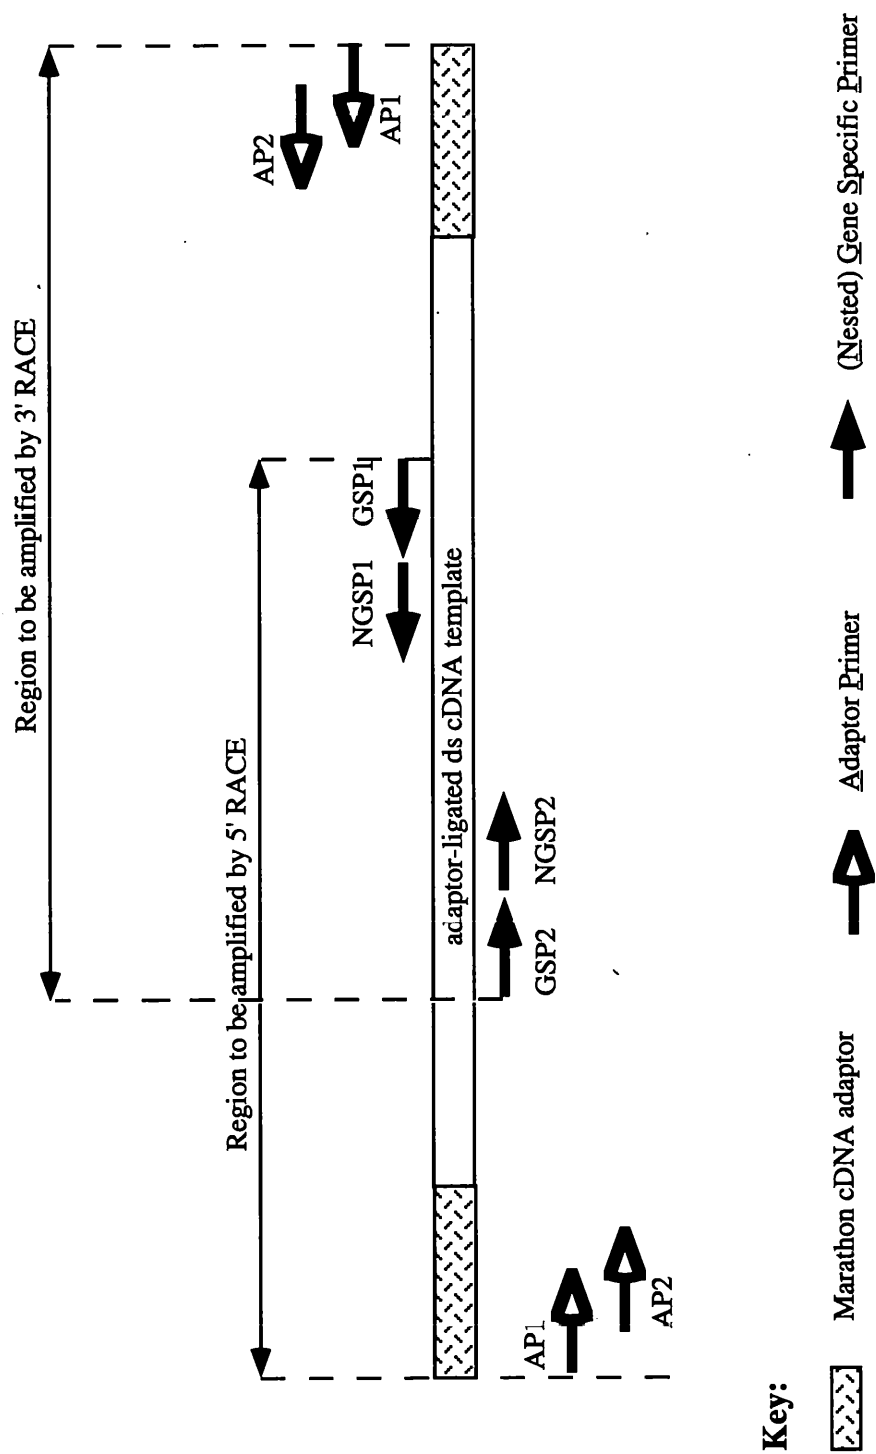 Region to be amplified by 3' RACE
AP2
AP1
Region to be amplified by 5' RACE
NGSP1
GSP1
adaptor-ligated ds cDNA template
GSP2
NGSP2
AP1
AP2
Key:
Marathon cDNA adaptor
Adaptor Primer
(Nested) Gene Specific Primer